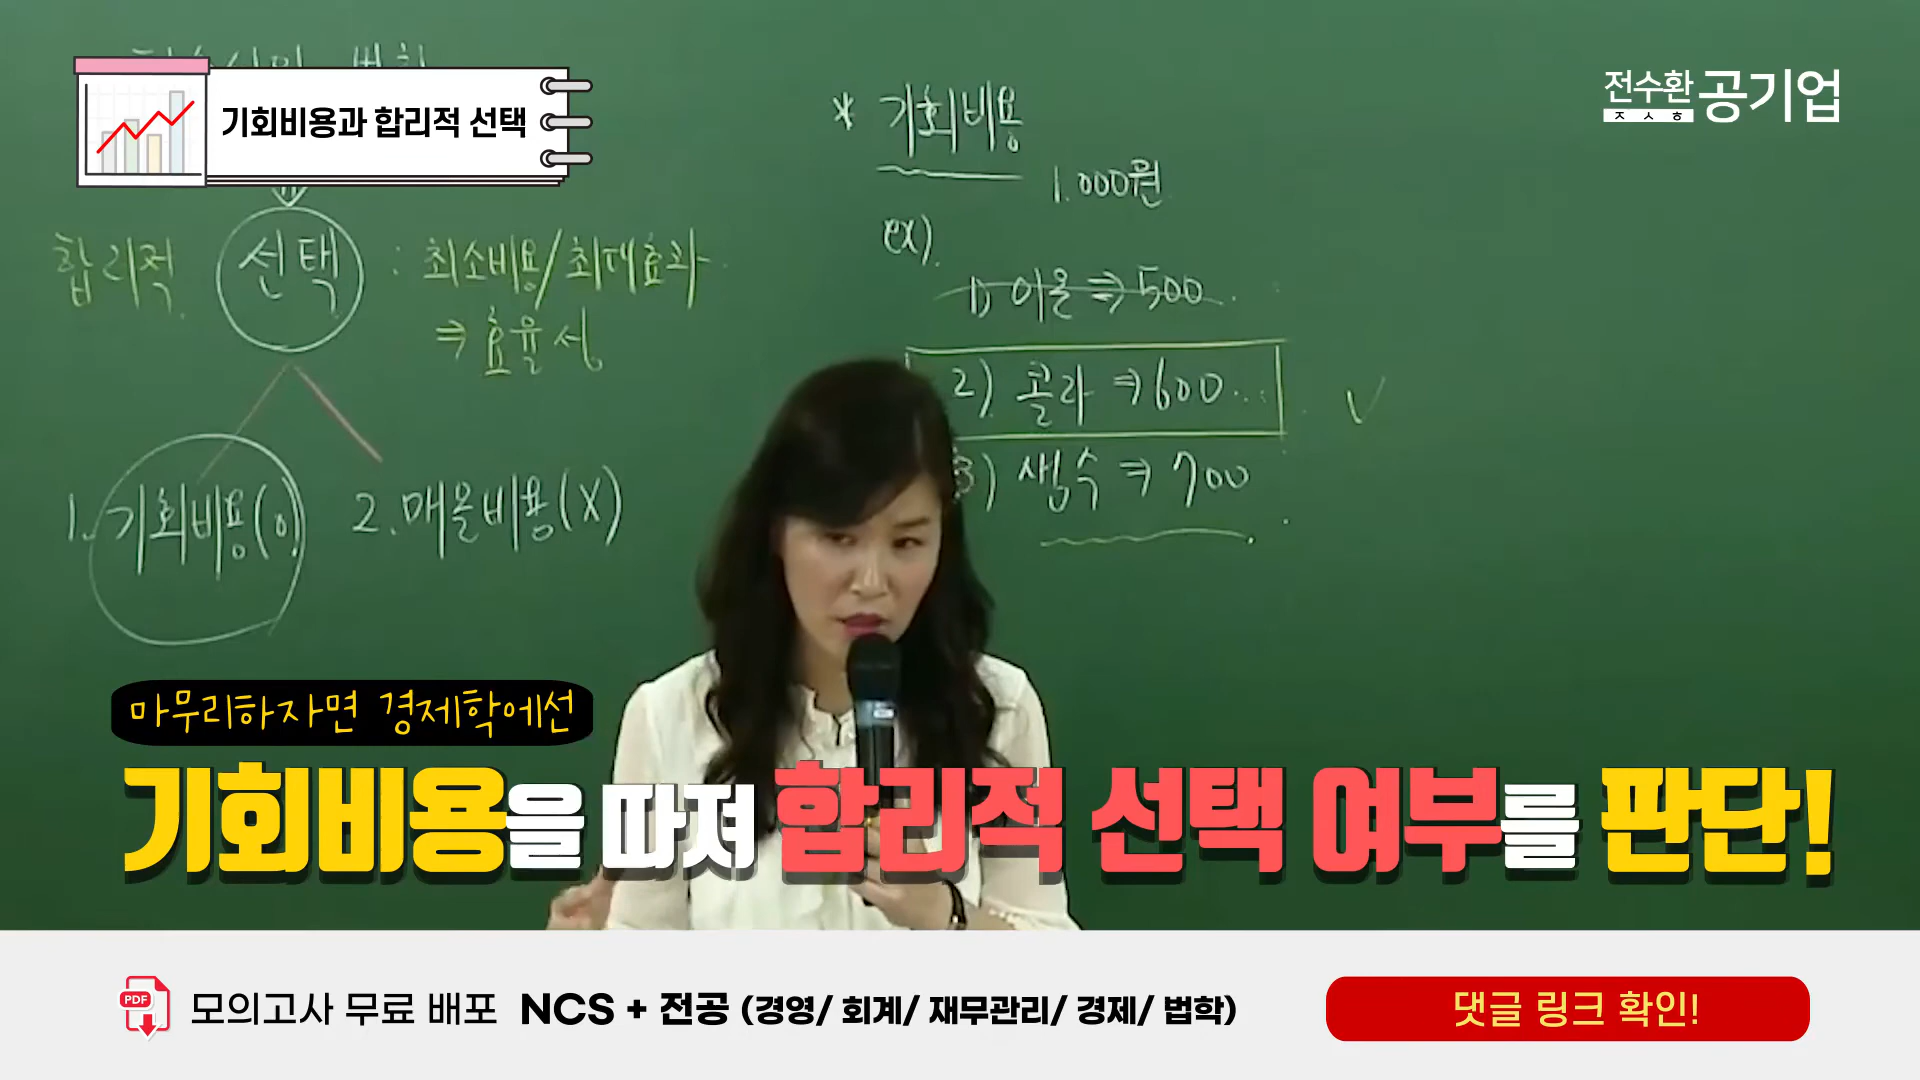 기회비용과 합리적 선택
전수환
ㅈㅅㅎ
공기업
합리적 선택 : 최소비용/최대효과
⇒ 효율성
1. 기회비용(O) 2. 매몰비용(X)
* 기회비용
1.000원
ex)
1) 이온 ⇒ 500
2) 콜라 ⇒ 600
3) 생수 ⇒ 700
마무리하자면 경제학에선
기회비용을 따져 합리적 선택 여부를 판단!
PDF
모의고사 무료 배포 NCS + 전공 (경영/ 회계/ 재무관리/ 경제/ 법학)
댓글 링크 확인!